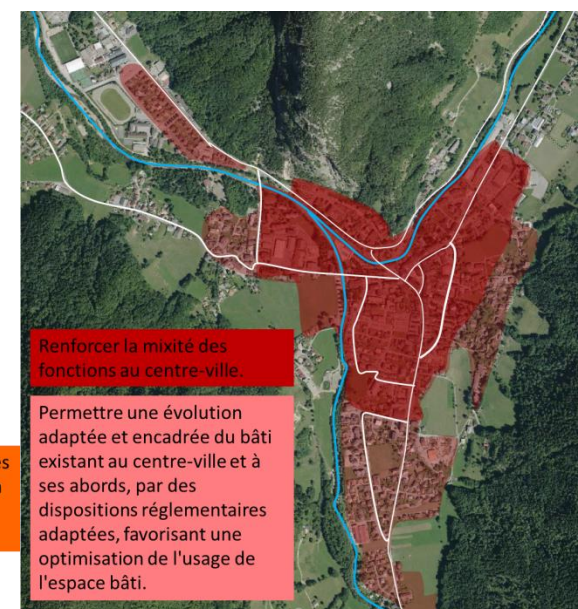 Renforcer la mixité des
fonctions au centre-ville.
Permettre une évolution
adaptée et encadrée du bâti
existant au centre-ville et à
ses abords, par des
dispositions réglementaires
adaptées, favorisant une
optimisation de l'usage de
l'espace bâti.